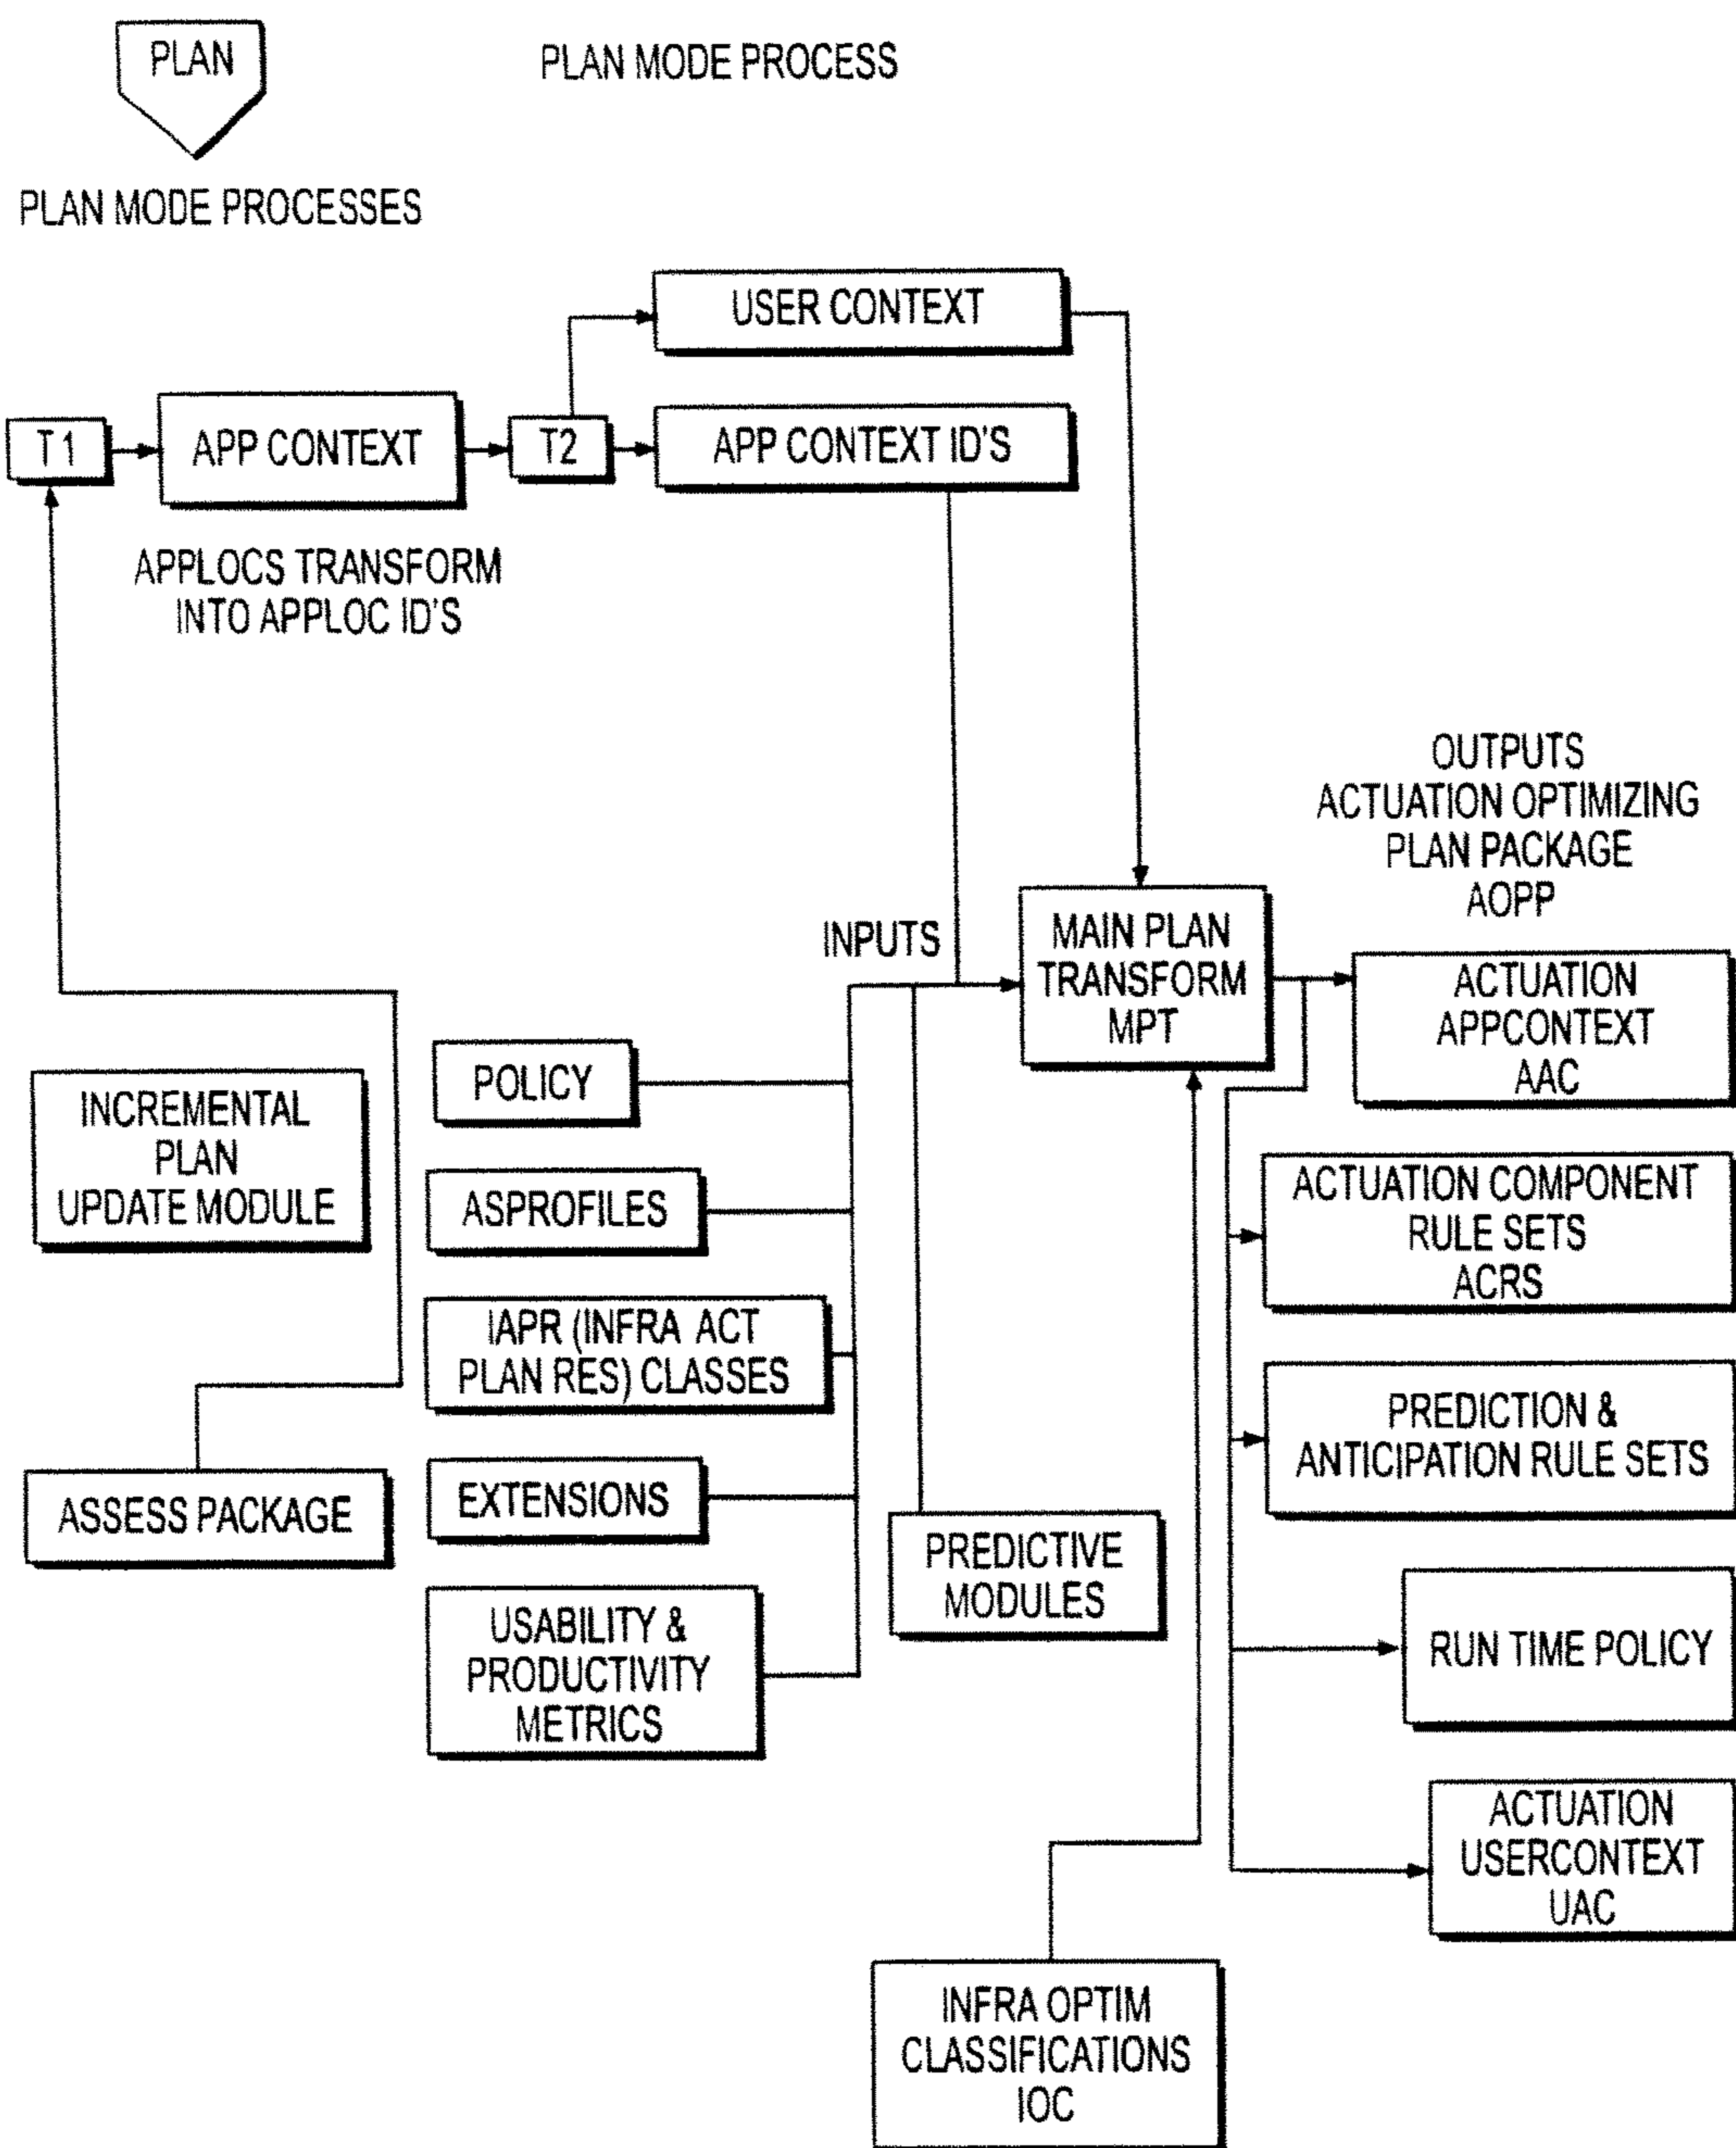 PLAN
PLAN MODE PROCESS
PLAN MODE PROCESSES
USER CONTEXT
T1
APP CONTEXT
T2
APP CONTEXT ID'S
APPLOCS TRANSFORM
INTO APPLOC ID'S
OUTPUTS
ACTUATION OPTIMIZING
PLAN PACKAGE
AOPP
INPUTS
MAIN PLAN
TRANSFORM
MPT
ACTUATION
APPCONTEXT
AAC
INCREMENTAL
PLAN
UPDATE MODULE
POLICY
ASPROFILES
IAPR (INFRA ACT
PLAN RES) CLASSES
EXTENSIONS
USABILITY &
PRODUCTIVITY
METRICS
ASSESS PACKAGE
PREDICTIVE
MODULES
ACTUATION COMPONENT
RULE SETS
ACRS
PREDICTION &
ANTICIPATION RULE SETS
RUN TIME POLICY
ACTUATION
USERCONTEXT
UAC
INFRA OPTIM
CLASSIFICATIONS
IOC